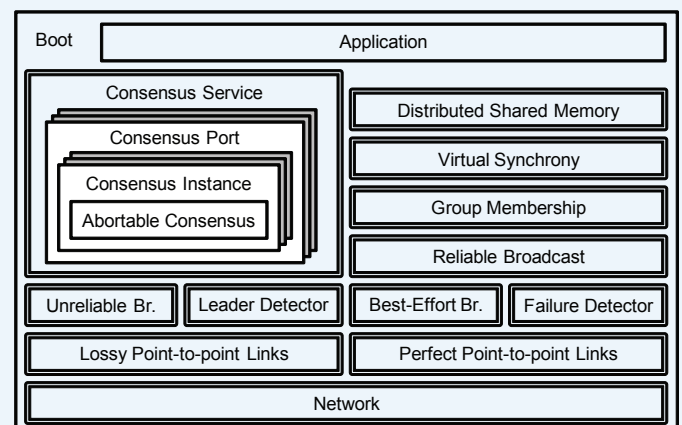 Boot
Application
Consensus Service
Consensus Port
Consensus Instance
Abortable Consensus
Distributed Shared Memory
Virtual Synchrony
Group Membership
Reliable Broadcast
Unreliable Br.
Leader Detector
Best-Effort Br.
Failure Detector
Lossy Point-to-point Links
Perfect Point-to-point Links
Network